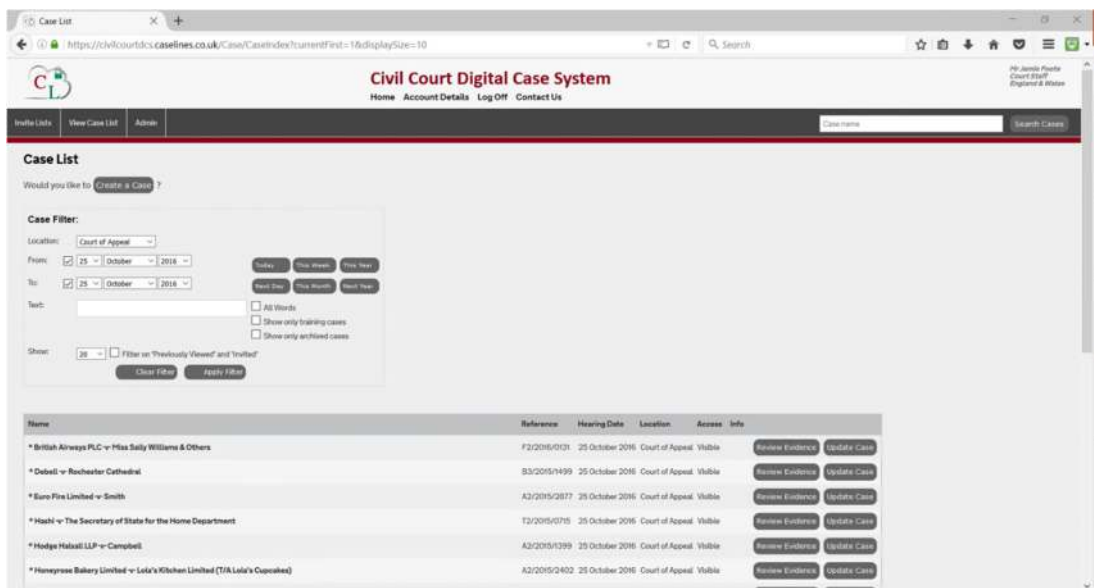 Case List
https://civilcourtdcs.caselines.co.uk/Case/CaseIndex?currentFirst=1&displaySize=10
Search
CL
Civil Court Digital Case System
Home Account Details Log Off Contact Us
Mr Jamie Foote
Court Staff
England & Wales
Invite Lists View Case List Admin
Case name
Search Cases
Case List
Would you like to Create a Case ?
Case Filter:
Location: Court of Appeal
From: 25 October 2016
Today This Week This Year
To: 25 October 2016
Next Day This Month Next Year
Text:
All Words
Show only training cases
Show only archived cases
Show: 20 Filter on 'Previously Viewed' and 'Invited'
Clear Filter Apply Filter
Name Reference Hearing Date Location Access Info
* British Airways PLC -v- Miss Sally Williams & Others F2/2016/0131 25 October 2016 Court of Appeal Visible Review Evidence Update Case
* Debell -v- Rochester Cathedral B3/2015/1499 25 October 2016 Court of Appeal Visible Review Evidence Update Case
* Euro Fire Limited -v- Smith A2/2015/2877 25 October 2016 Court of Appeal Visible Review Evidence Update Case
* Hashi -v- The Secretary of State for the Home Department T2/2015/0715 25 October 2016 Court of Appeal Visible Review Evidence Update Case
* Hodge Halsall LLP -v- Campbell A2/2015/1399 25 October 2016 Court of Appeal Visible Review Evidence Update Case
* Honeyrose Bakery Limited -v- Lola's Kitchen Limited (T/A Lola's Cupcakes) A2/2015/2402 25 October 2016 Court of Appeal Visible Review Evidence Update Case